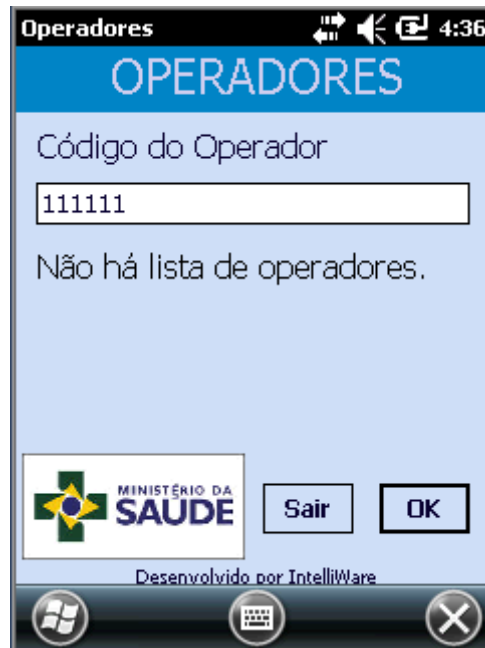 Operadores 4:36
OPERADORES
Código do Operador
111111
Não há lista de operadores.
MINISTÉRIO DA
SAÚDE
Sair OK
Desenvolvido por IntelliWare